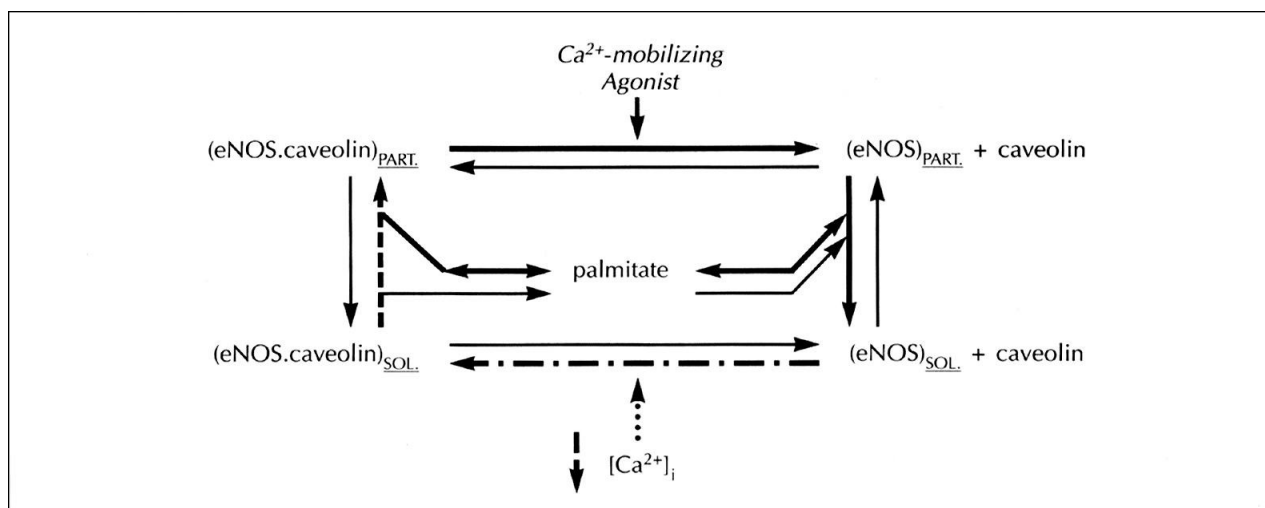 Ca²⁺-mobilizing
Agonist
(eNOS.caveolin)PART. (eNOS)PART. + caveolin
palmitate
(eNOS.caveolin)SOL. (eNOS)SOL. + caveolin
[Ca²⁺]i